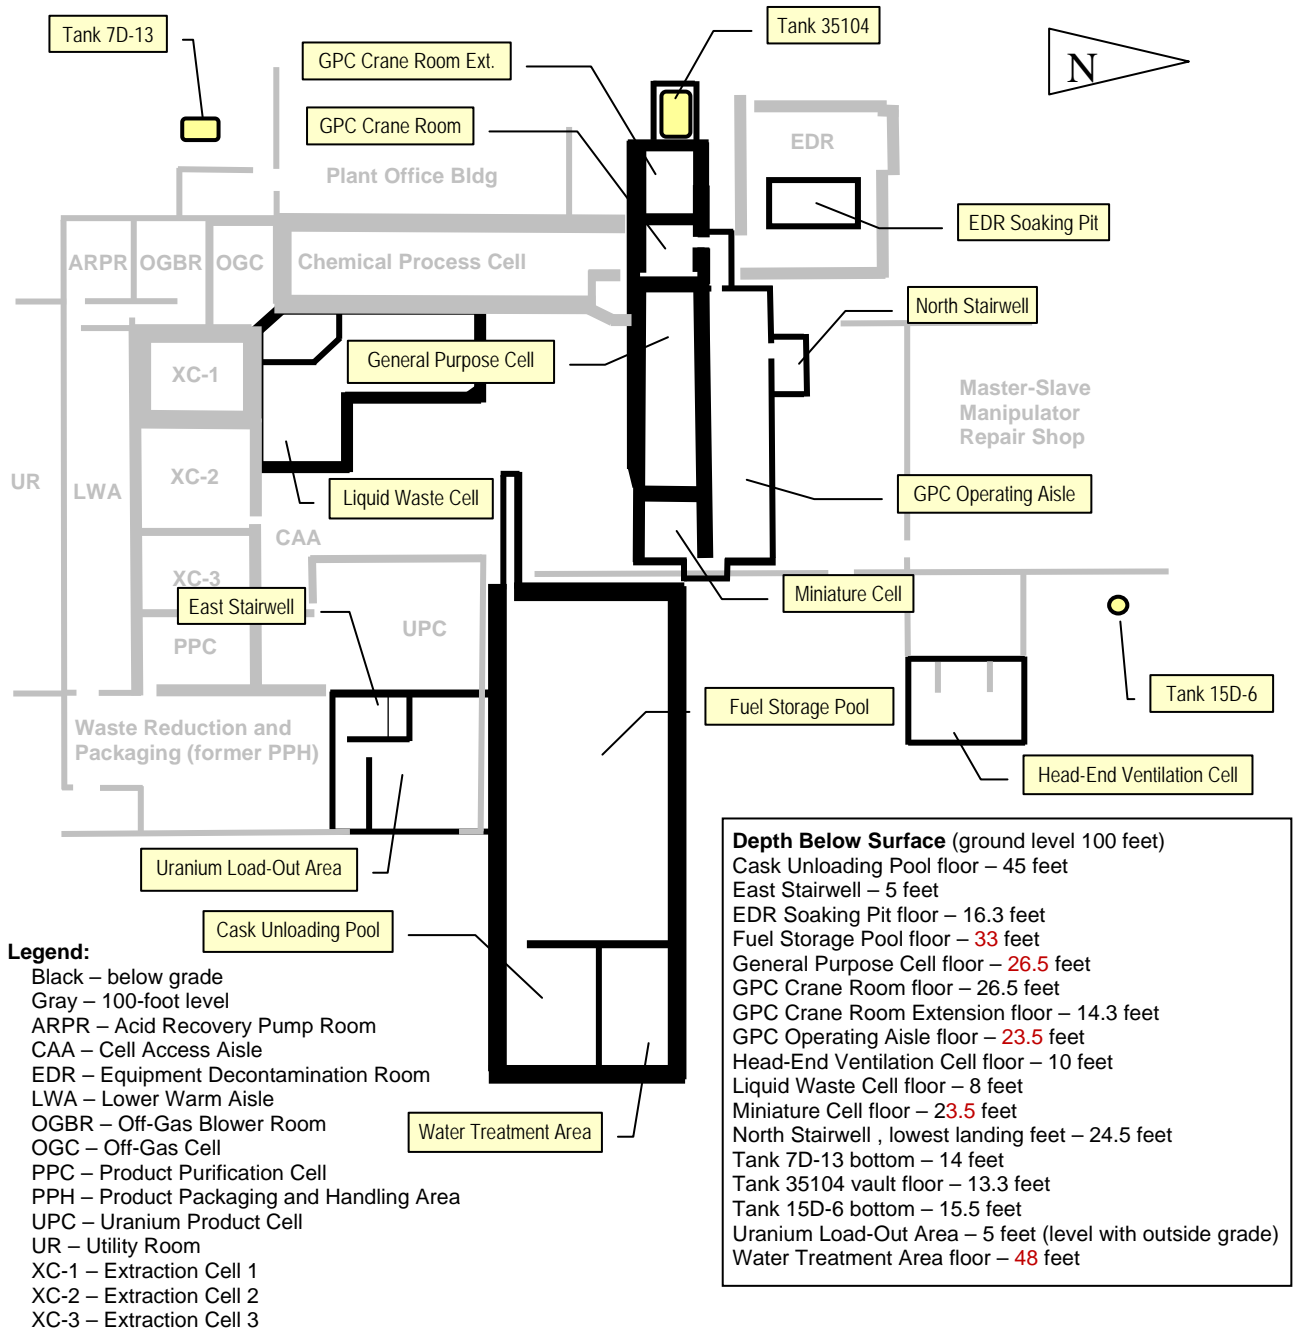 Tank 7D-13
GPC Crane Room Ext.
Tank 35104
N
GPC Crane Room
EDR
Plant Office Bldg
EDR Soaking Pit
ARPR
OGBR
OGC
Chemical Process Cell
North Stairwell
General Purpose Cell
XC-1
Master-Slave
Manipulator
Repair Shop
UR
LWA
XC-2
Liquid Waste Cell
GPC Operating Aisle
CAA
XC-3
East Stairwell
Miniature Cell
PPC
UPC
Tank 15D-6
Fuel Storage Pool
Waste Reduction and
Packaging (former PPH)
Head-End Ventilation Cell
Uranium Load-Out Area
Cask Unloading Pool
Water Treatment Area
Legend:
Black – below grade
Gray – 100-foot level
ARPR – Acid Recovery Pump Room
CAA – Cell Access Aisle
EDR – Equipment Decontamination Room
LWA – Lower Warm Aisle
OGBR – Off-Gas Blower Room
OGC – Off-Gas Cell
PPC – Product Purification Cell
PPH – Product Packaging and Handling Area
UPC – Uranium Product Cell
UR – Utility Room
XC-1 – Extraction Cell 1
XC-2 – Extraction Cell 2
XC-3 – Extraction Cell 3
Depth Below Surface (ground level 100 feet)
Cask Unloading Pool floor – 45 feet
East Stairwell – 5 feet
EDR Soaking Pit floor – 16.3 feet
Fuel Storage Pool floor – 33 feet
General Purpose Cell floor – 26.5 feet
GPC Crane Room floor – 26.5 feet
GPC Crane Room Extension floor – 14.3 feet
GPC Operating Aisle floor – 23.5 feet
Head-End Ventilation Cell floor – 10 feet
Liquid Waste Cell floor – 8 feet
Miniature Cell floor – 23.5 feet
North Stairwell , lowest landing feet – 24.5 feet
Tank 7D-13 bottom – 14 feet
Tank 35104 vault floor – 13.3 feet
Tank 15D-6 bottom – 15.5 feet
Uranium Load-Out Area – 5 feet (level with outside grade)
Water Treatment Area floor – 48 feet